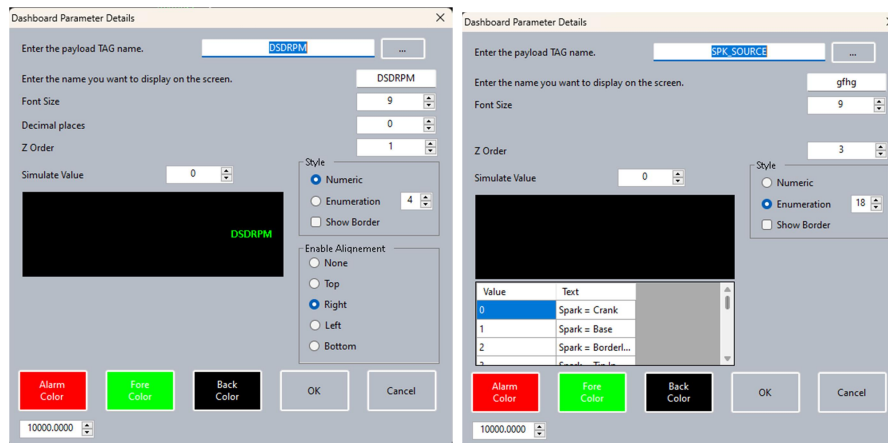 Dashboard Parameter Details
Enter the payload TAG name. DSDRPM ...
Enter the name you want to display on the screen. DSDRPM
Font Size 9
Decimal places 0
Z Order 1
Simulate Value 0
Style
Numeric
Enumeration 4
Show Border
DSDRPM
Enable Aliqnement
None
Top
Right
Left
Bottom
Alarm Color
Fore Color
Back Color
OK
Cancel
10000.0000
Dashboard Parameter Details
Enter the payload TAG name. SPK_SOURCE ...
Enter the name you want to display on the screen. gfhg
Font Size 9
Z Order 3
Simulate Value 0
Style
Numeric
Enumeration 18
Show Border
Value Text
0 Spark = Crank
1 Spark = Base
2 Spark = Borderl...
Alarm Color
Fore Color
Back Color
OK
Cancel
10000.0000